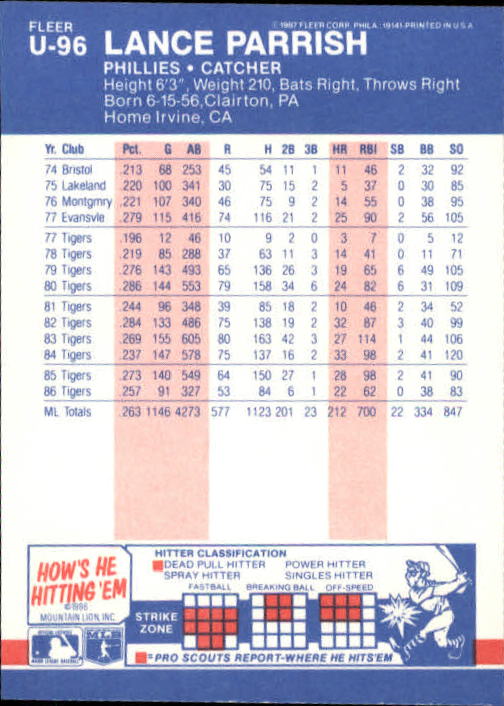 FLEER
©1987 FLEER CORP. PHILA. 19141-PRINTED IN U.S.A.
U-96 LANCE PARRISH
PHILLIES • CATCHER
Height 6'3", Weight 210, Bats Right, Throws Right
Born 6-15-56,Clairton, PA
Home Irvine, CA
Yr. Club Pct. G AB R H 2B 3B HR RBI SB BB SO
74 Bristol .213 68 253 45 54 11 1 11 46 2 32 92
75 Lakeland .220 100 341 30 75 15 2 5 37 0 30 85
76 Montgmry .221 107 340 46 75 9 2 14 55 0 38 95
77 Evansvle .279 115 416 74 116 21 2 25 90 2 56 105
77 Tigers .196 12 46 10 9 2 0 3 7 0 5 12
78 Tigers .219 85 288 37 63 11 3 14 41 0 11 71
79 Tigers .276 143 493 65 136 26 3 19 65 6 49 105
80 Tigers .286 144 553 79 158 34 6 24 82 6 31 109
81 Tigers .244 96 348 39 85 18 2 10 46 2 34 52
82 Tigers .284 133 486 75 138 19 2 32 87 3 40 99
83 Tigers .269 155 605 80 163 42 3 27 114 1 44 106
84 Tigers .237 147 578 75 137 16 2 33 98 2 41 120
85 Tigers .273 140 549 64 150 27 1 28 98 2 41 90
86 Tigers .257 91 327 53 84 6 1 22 62 0 38 83
ML Totals .263 1146 4273 577 1123 201 23 212 700 22 334 847
HOW'S HE
HITTING 'EM
©1986
MOUNTAIN LION, INC
HITTER CLASSIFICATION
DEAD PULL HITTER POWER HITTER
SPRAY HITTER SINGLES HITTER
FASTBALL BREAKING BALL OFF-SPEED
STRIKE
ZONE
=PRO SCOUTS REPORT-WHERE HE HITS'EM
MAJOR LEAGUE BASEBALL